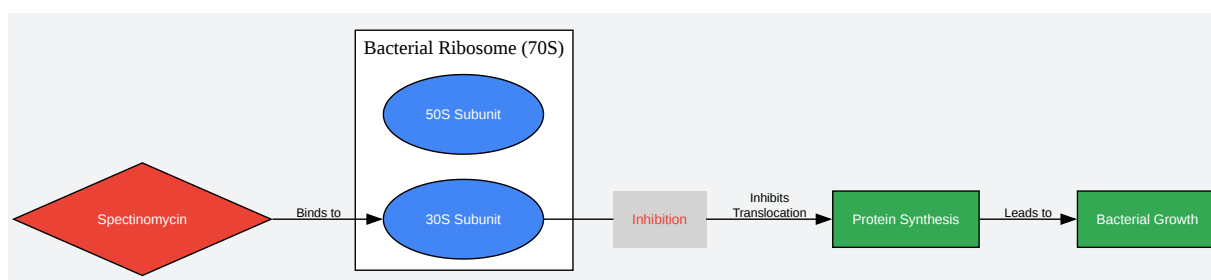 Bacterial Ribosome (70S)
50S Subunit
Spectinomycin
Binds to
30S Subunit
Inhibition
Inhibits
Translocation
Protein Synthesis
Leads to
Bacterial Growth